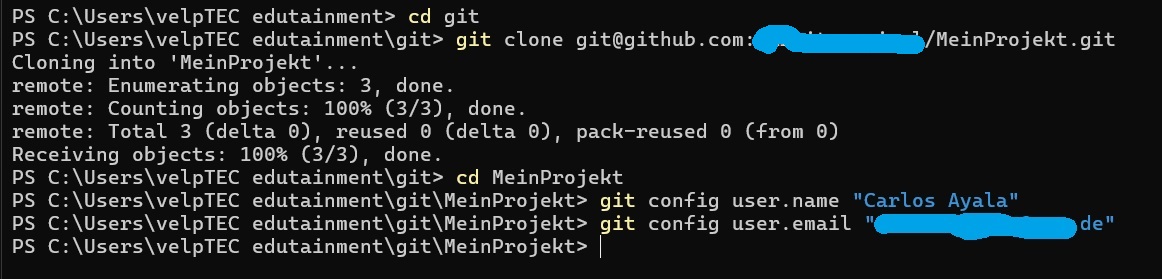 PS C:\Users\velpTEC edutainment> cd git
PS C:\Users\velpTEC edutainment\git> git clone git@github.com:/MeinProjekt.git
Cloning into 'MeinProjekt'...
remote: Enumerating objects: 3, done.
remote: Counting objects: 100% (3/3), done.
remote: Total 3 (delta 0), reused 0 (delta 0), pack-reused 0 (from 0)
Receiving objects: 100% (3/3), done.
PS C:\Users\velpTEC edutainment\git> cd MeinProjekt
PS C:\Users\velpTEC edutainment\git\MeinProjekt> git config user.name "Carlos Ayala"
PS C:\Users\velpTEC edutainment\git\MeinProjekt> git config user.email "de"
PS C:\Users\velpTEC edutainment\git\MeinProjekt>